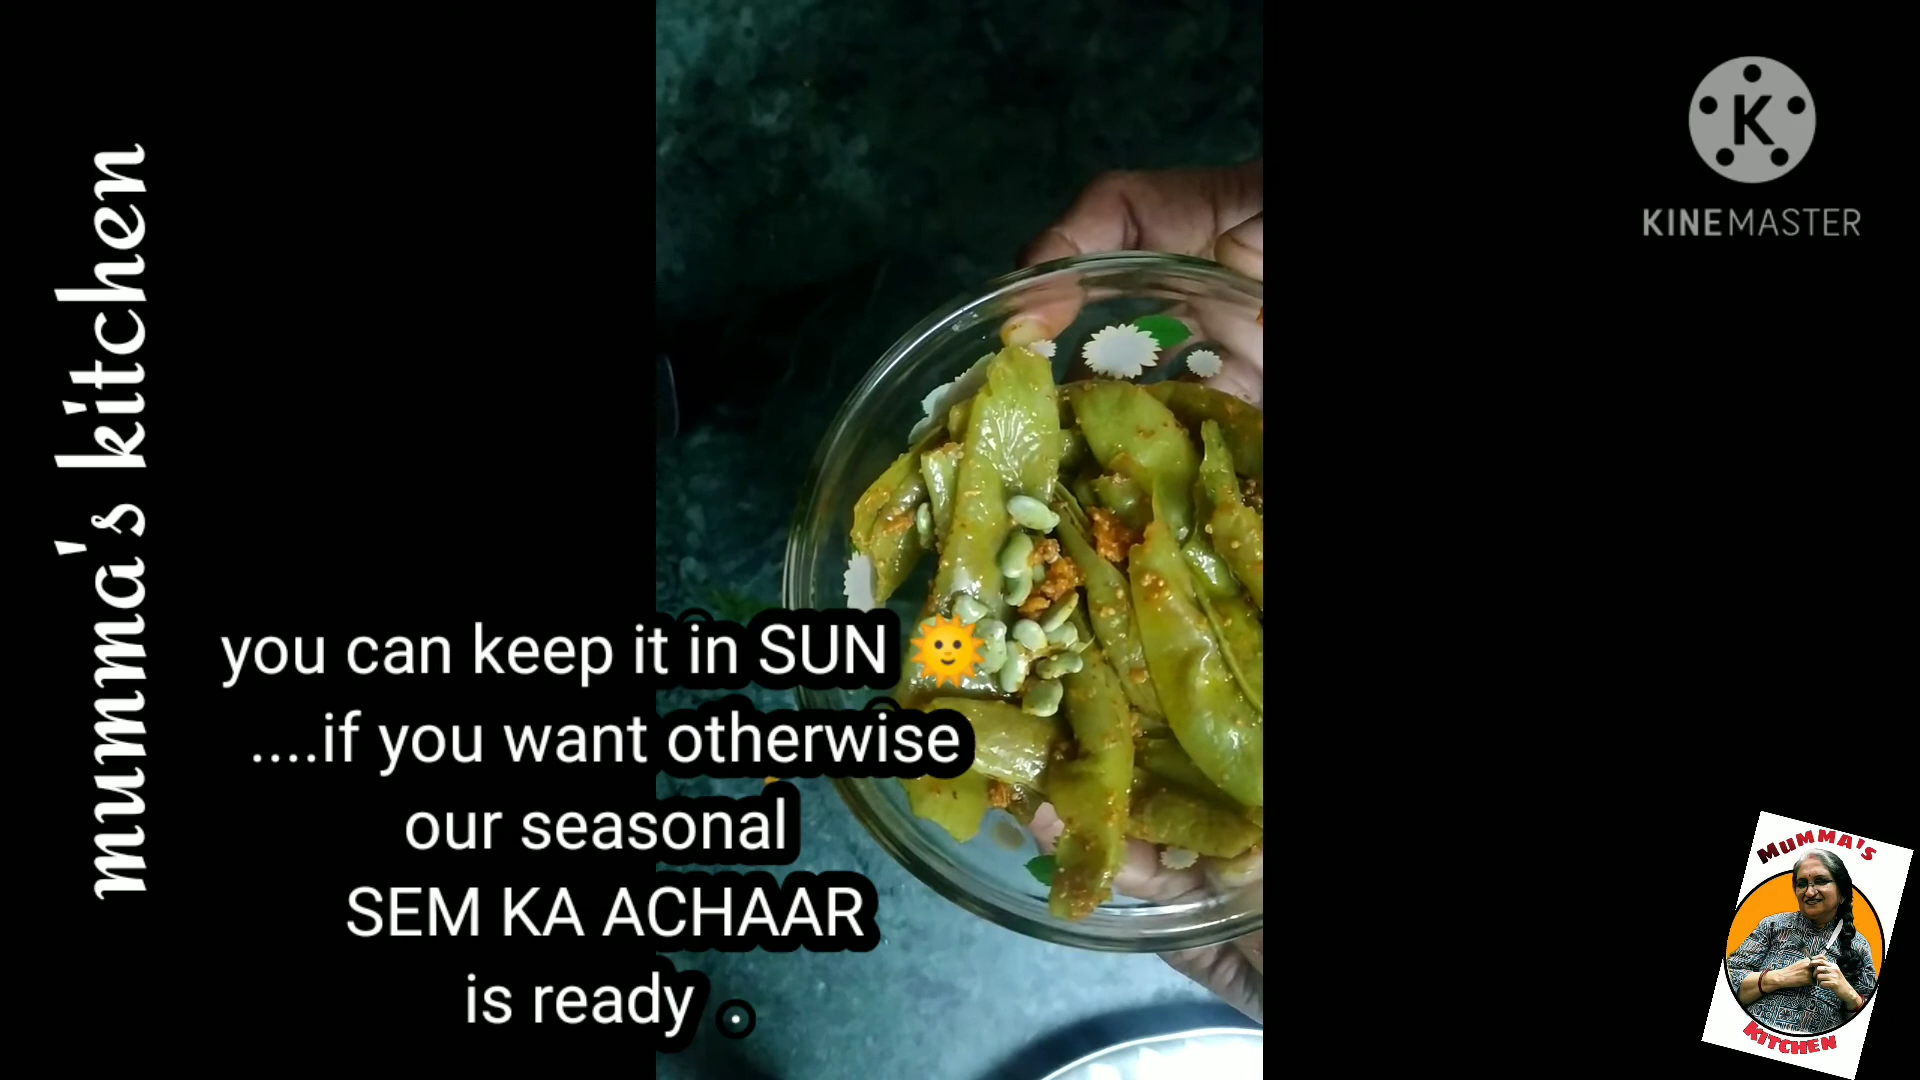 mumma's kitchen
K
KINEMASTER
you can keep it in SUN 🌞
....if you want otherwise
our seasonal
SEM KA ACHAAR
is ready .
MUMMA'S
KITCHEN